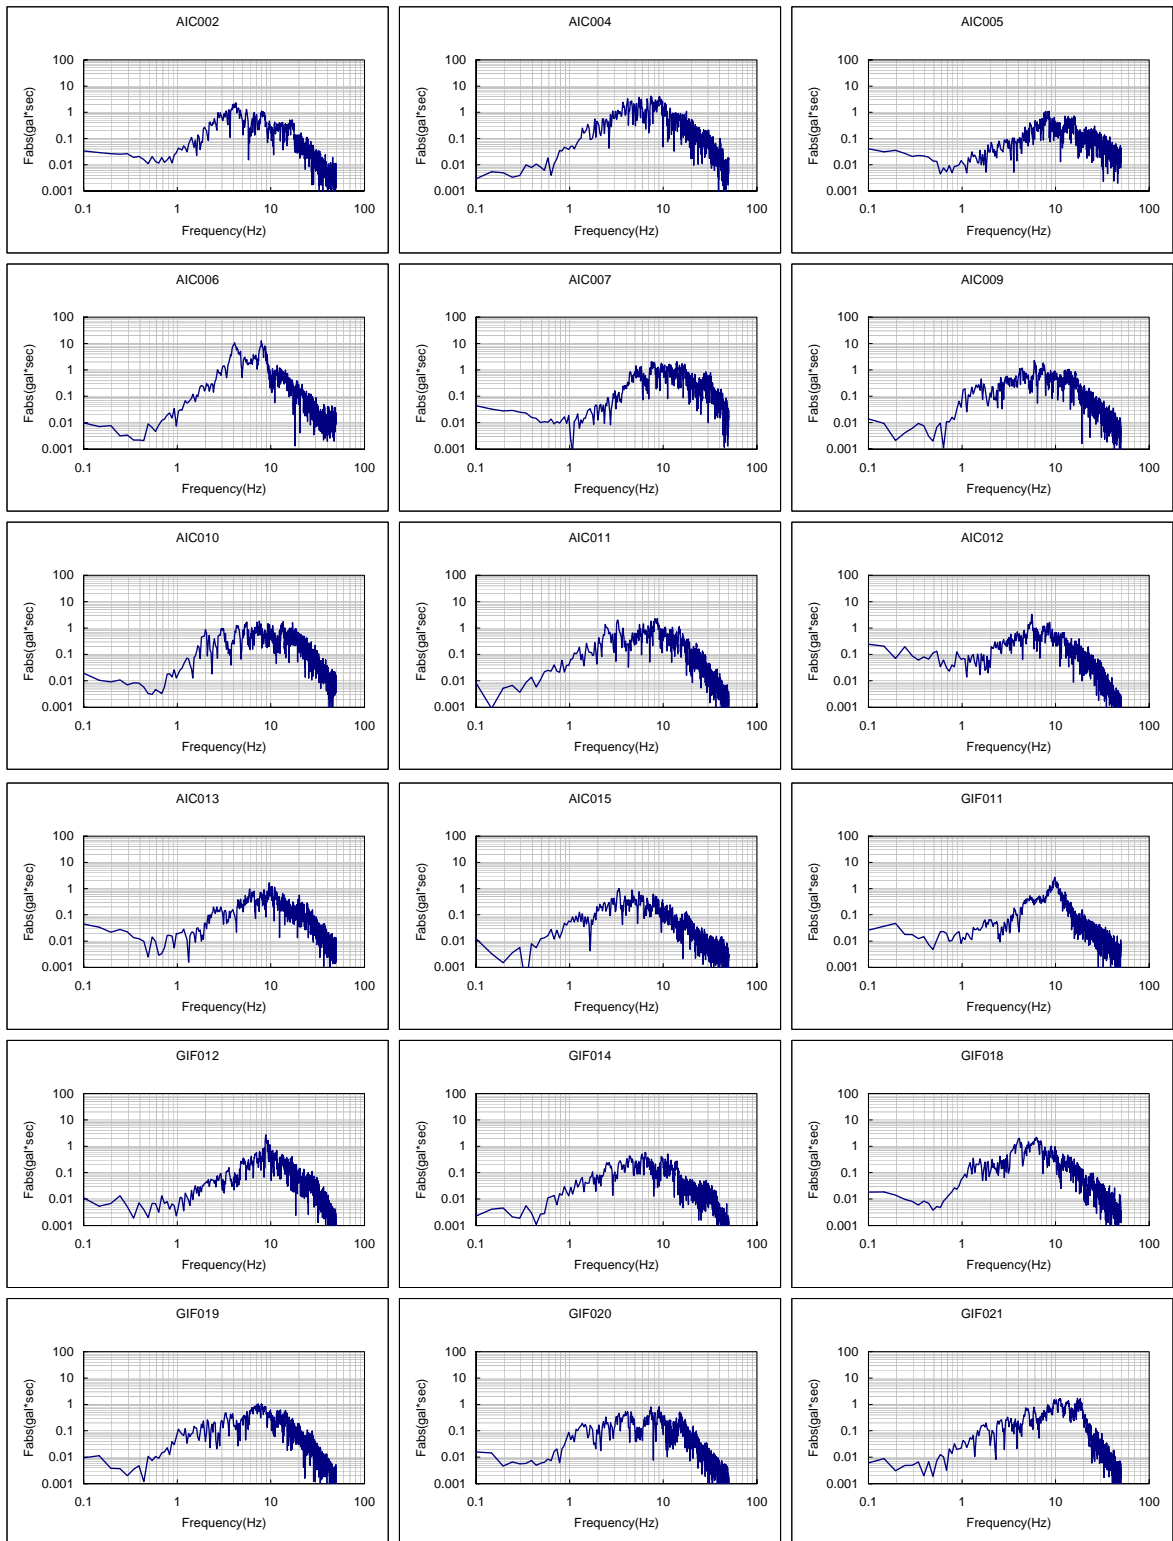 AIC002
100
10
1
0.1
0.01
0.001
Fabs(gal*sec)
0.1 1 10 100
Frequency(Hz)
AIC004
100
10
1
0.1
0.01
0.001
Fabs(gal*sec)
0.1 1 10 100
Frequency(Hz)
AIC005
100
10
1
0.1
0.01
0.001
Fabs(gal*sec)
0.1 1 10 100
Frequency(Hz)
AIC006
100
10
1
0.1
0.01
0.001
Fabs(gal*sec)
0.1 1 10 100
Frequency(Hz)
AIC007
100
10
1
0.1
0.01
0.001
Fabs(gal*sec)
0.1 1 10 100
Frequency(Hz)
AIC009
100
10
1
0.1
0.01
0.001
Fabs(gal*sec)
0.1 1 10 100
Frequency(Hz)
AIC010
100
10
1
0.1
0.01
0.001
Fabs(gal*sec)
0.1 1 10 100
Frequency(Hz)
AIC011
100
10
1
0.1
0.01
0.001
Fabs(gal*sec)
0.1 1 10 100
Frequency(Hz)
AIC012
100
10
1
0.1
0.01
0.001
Fabs(gal*sec)
0.1 1 10 100
Frequency(Hz)
AIC013
100
10
1
0.1
0.01
0.001
Fabs(gal*sec)
0.1 1 10 100
Frequency(Hz)
AIC015
100
10
1
0.1
0.01
0.001
Fabs(gal*sec)
0.1 1 10 100
Frequency(Hz)
GIF011
100
10
1
0.1
0.01
0.001
Fabs(gal*sec)
0.1 1 10 100
Frequency(Hz)
GIF012
100
10
1
0.1
0.01
0.001
Fabs(gal*sec)
0.1 1 10 100
Frequency(Hz)
GIF014
100
10
1
0.1
0.01
0.001
Fabs(gal*sec)
0.1 1 10 100
Frequency(Hz)
GIF018
100
10
1
0.1
0.01
0.001
Fabs(gal*sec)
0.1 1 10 100
Frequency(Hz)
GIF019
100
10
1
0.1
0.01
0.001
Fabs(gal*sec)
0.1 1 10 100
Frequency(Hz)
GIF020
100
10
1
0.1
0.01
0.001
Fabs(gal*sec)
0.1 1 10 100
Frequency(Hz)
GIF021
100
10
1
0.1
0.01
0.001
Fabs(gal*sec)
0.1 1 10 100
Frequency(Hz)